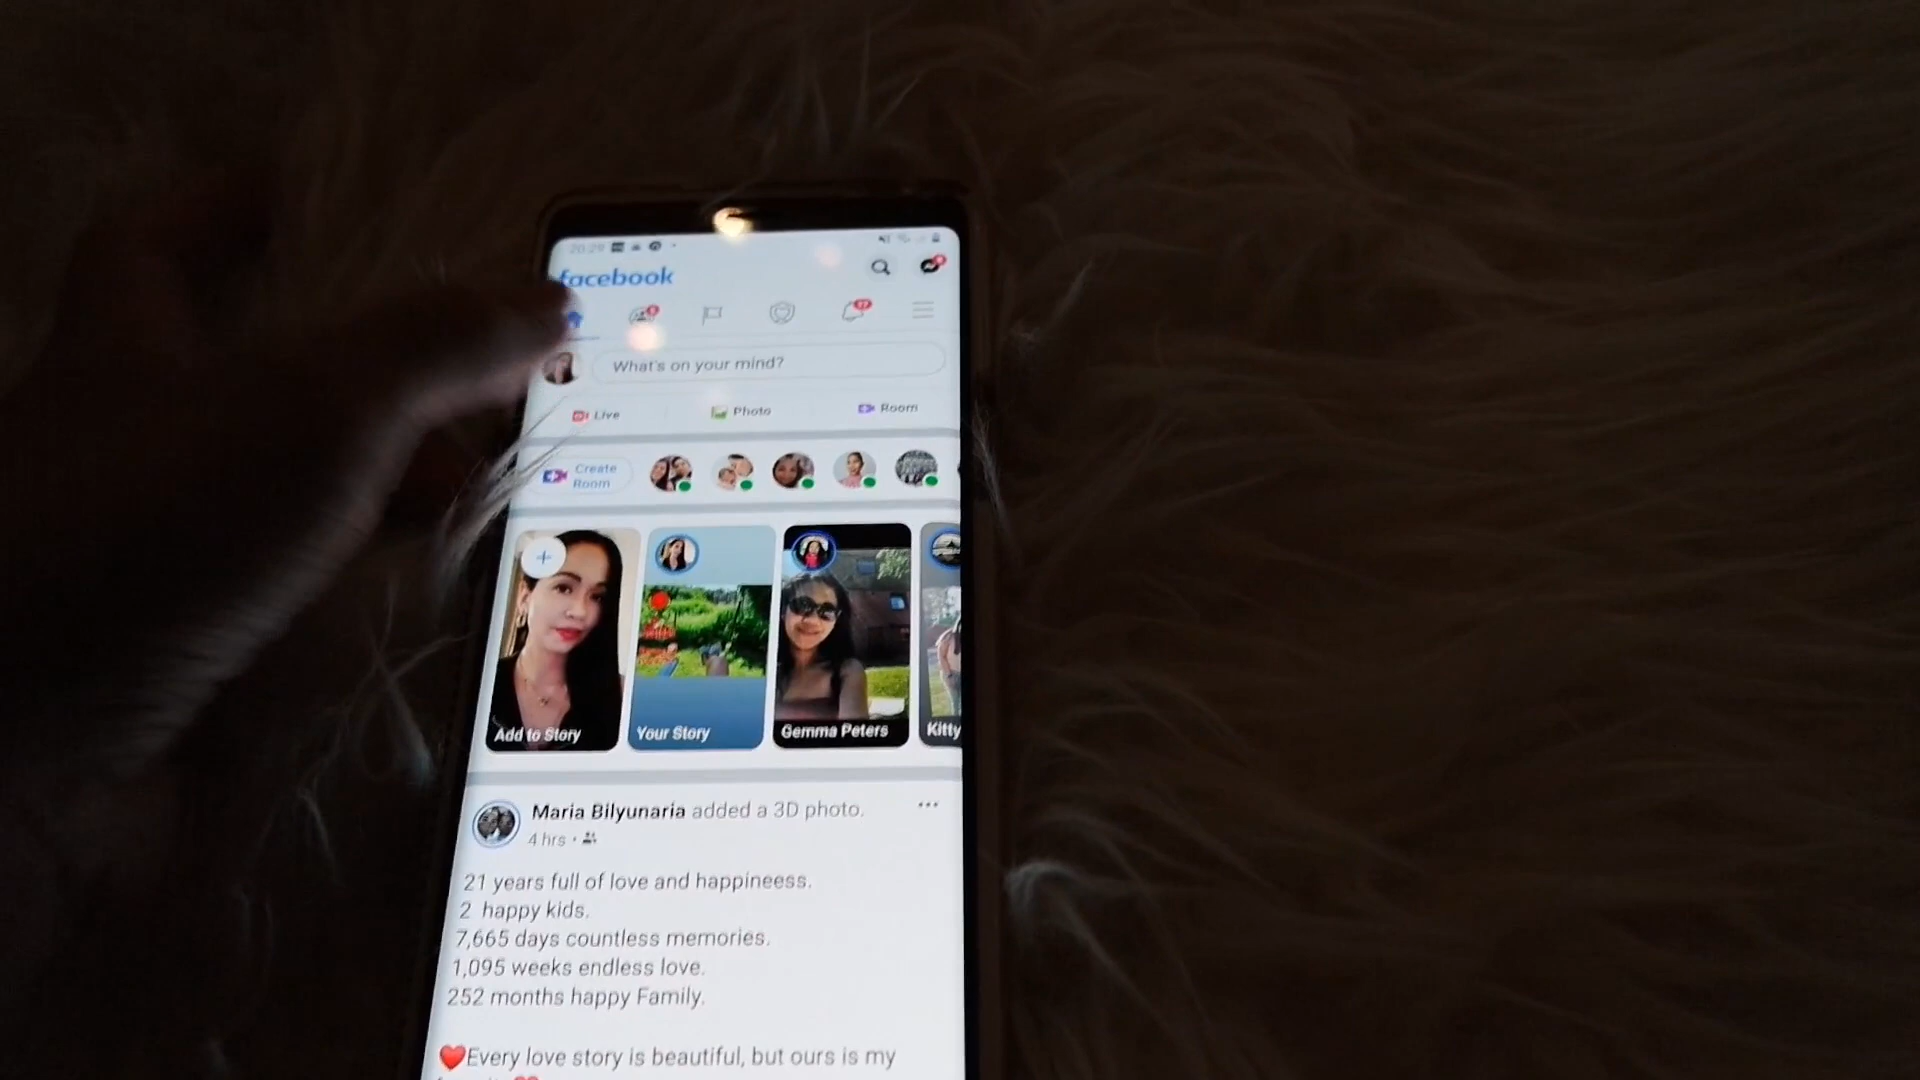 20:29
facebook
What's on your mind?
Live
Photo
Room
Create
Room
Add to Story
Your Story
Gemma Peters
Kitty
Maria Bilyunaria added a 3D photo.
4 hrs
21 years full of love and happineess.
2 happy kids.
7,665 days countless memories.
1,095 weeks endless love.
252 months happy Family.
Every love story is beautiful, but ours is my